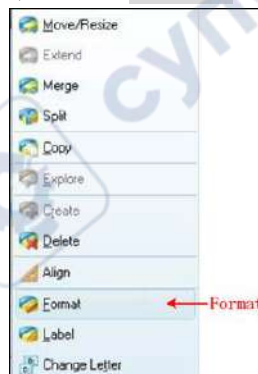 Move/Resize
Extend
Merge
Split
Copy
Explore
Create
Delete
Align
Format
Format
Label
Change Letter